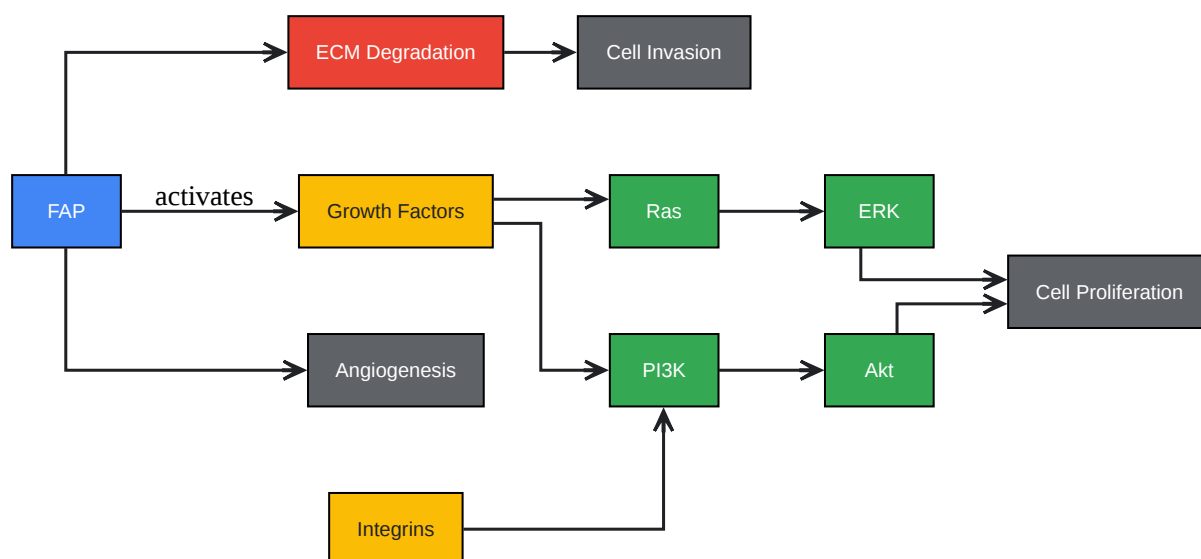 ECM Degradation
Cell Invasion
FAP
activates
Growth Factors
Ras
ERK
Cell Proliferation
Angiogenesis
PI3K
Akt
Integrins